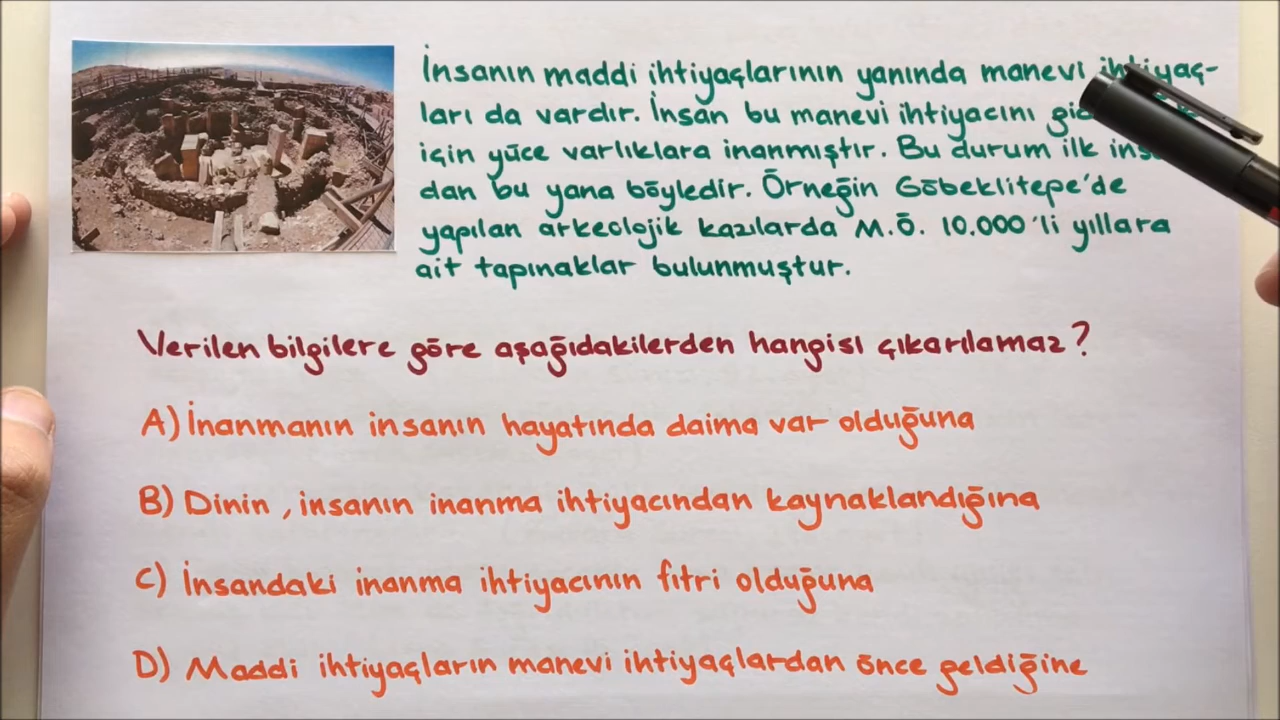 İnsanın maddi ihtiyaçlarının yanında manevi ihtiyaç-
ları da vardır. İnsan bu manevi ihtiyacını
için yüce varlıklara inanmıştır. Bu durum ilk
dan bu yana böyledir. Örneğin Göbeklitepe'de
yapılan arkeolojik kazılarda M.Ö. 10.000'li yıllara
ait tapınaklar bulunmuştur.
Verilen bilgilere göre aşağıdakilerden hangisi çıkarılamaz?
A) İnanmanın insanın hayatında daima var olduğuna
B) Dinin, insanın inanma ihtiyacından kaynaklandığına
C) İnsandaki inanma ihtiyacının fıtri olduğuna
D) Maddi ihtiyaçların manevi ihtiyaçlardan önce geldiğine